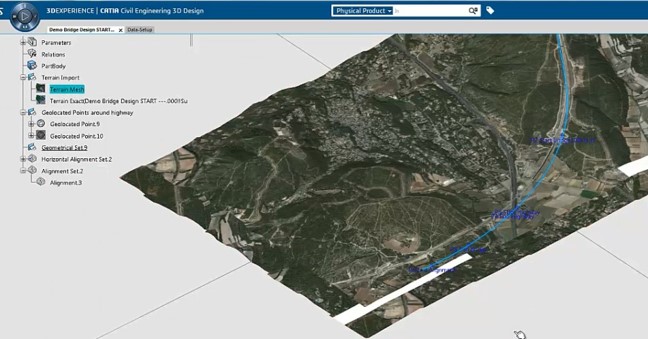 3DEXPERIENCE | CATIA Civil Engineering 3D Design
Physical Product
Demo Bridge Design START...
Data-Setup
Parameters
Relations
PartBody
Terrain Import
Terrain Mesh
Terrain Exact(Demo Bridge Design START ---.0001Su
Geolocated Points around highway
Geolocated Point.9
Geolocated Point.10
Geometrical Set.9
Horizontal Alignment Set.2
Alignment Set.2
Alignment.3